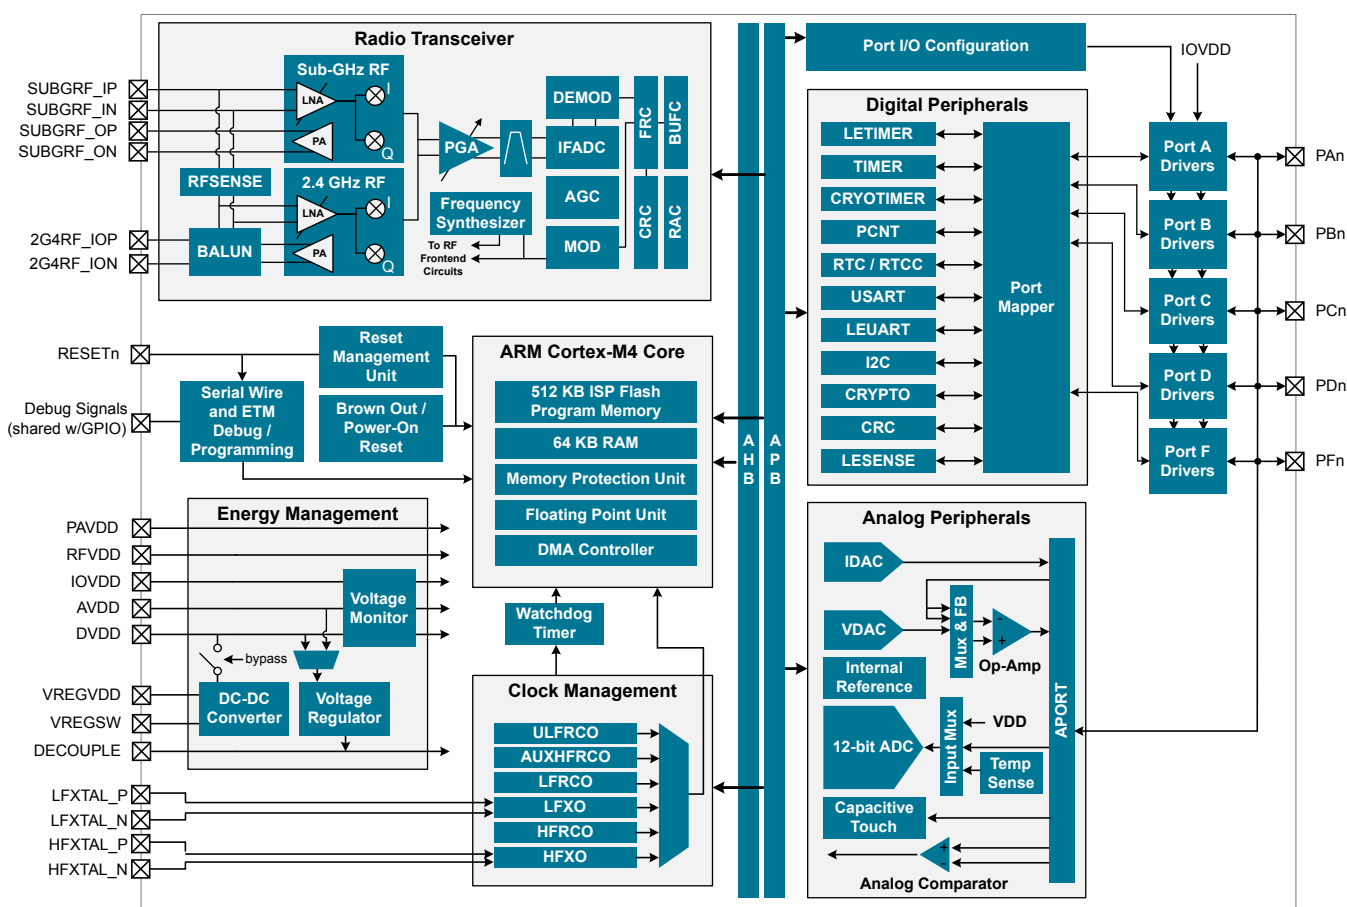 Radio Transceiver
Sub-GHz RF
LNA
I
PA
Q
RFSENSE
2.4 GHz RF
LNA
I
PA
Q
BALUN
PGA
DEMOD
IFADC
AGC
MOD
FRC
BUFC
CRC
RAC
Frequency
Synthesizer
To RF
Frontend
Circuits
SUBGRF_IP
SUBGRF_IN
SUBGRF_OP
SUBGRF_ON
2G4RF_IOP
2G4RF_ION
RESETn
Debug Signals
(shared w/GPIO)
Reset
Management
Unit
Serial Wire
and ETM
Debug /
Programming
Brown Out /
Power-On
Reset
ARM Cortex-M4 Core
512 KB ISP Flash
Program Memory
64 KB RAM
Memory Protection Unit
Floating Point Unit
DMA Controller
Watchdog
Timer
Energy Management
PAVDD
RFVDD
IOVDD
AVDD
DVDD
VREGVDD
VREGSW
DECOUPLE
Voltage
Monitor
bypass
DC-DC
Converter
Voltage
Regulator
Clock Management
ULFRCO
AUXHFRCO
LFRCO
LFXO
HFRCO
HFXO
LFXTAL_P
LFXTAL_N
HFXTAL_P
HFXTAL_N
A
H
B
A
P
B
Port I/O Configuration
IOVDD
Digital Peripherals
LETIMER
TIMER
CRYOTIMER
PCNT
RTC / RTCC
USART
LEUART
I2C
CRYPTO
CRC
LESENSE
Port
Mapper
Port A
Drivers
Port B
Drivers
Port C
Drivers
Port D
Drivers
Port F
Drivers
PAn
PBn
PCn
PDn
PFn
Analog Peripherals
IDAC
VDAC
Mux & FB
-
+
Op-Amp
Internal
Reference
12-bit ADC
Input Mux
VDD
Temp
Sense
APORT
Capacitive
Touch
+
-
Analog Comparator